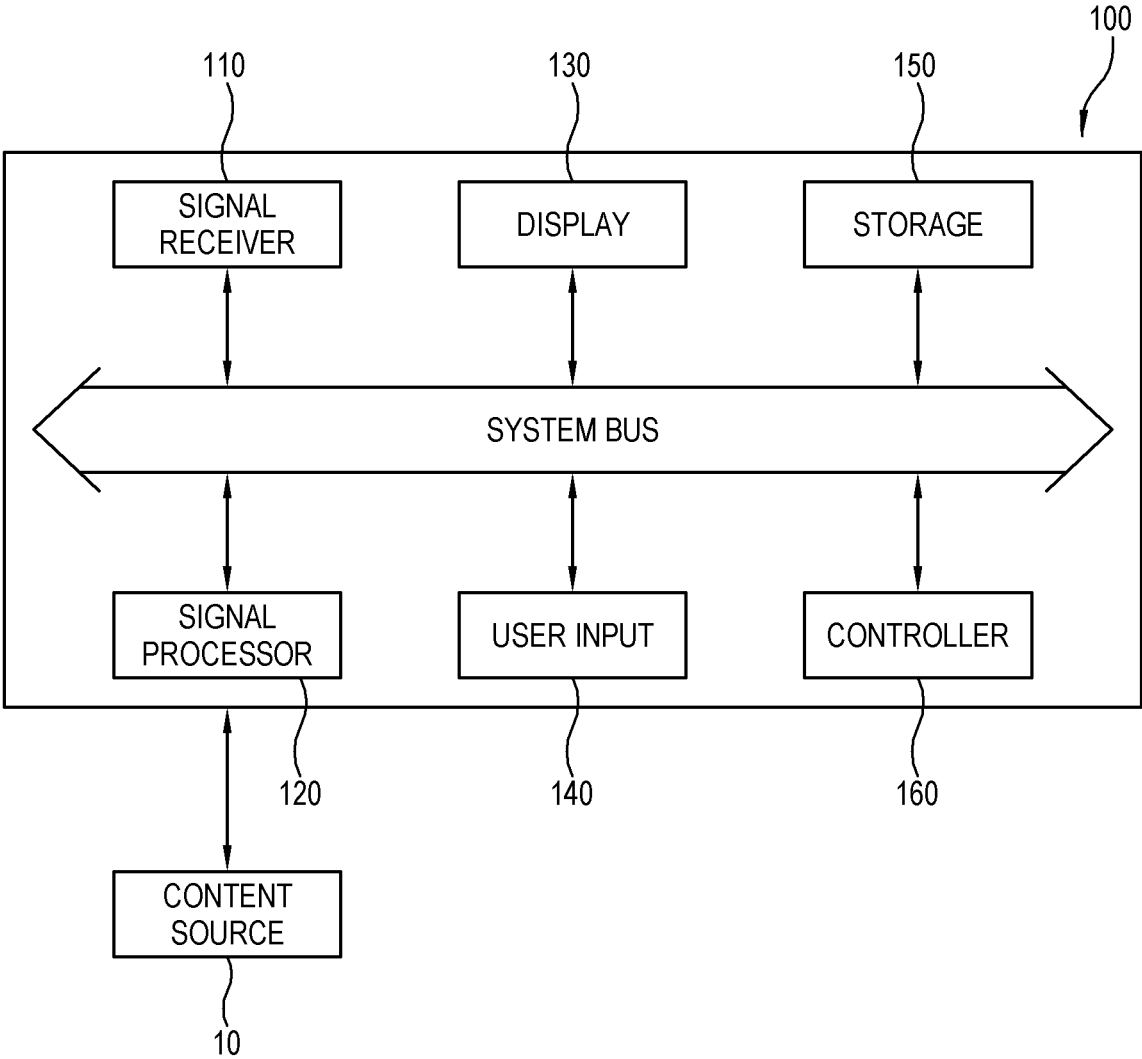 100
110
130
150
SIGNAL
RECEIVER
DISPLAY
STORAGE
SYSTEM BUS
SIGNAL
PROCESSOR
USER INPUT
CONTROLLER
120
140
160
CONTENT
SOURCE
10